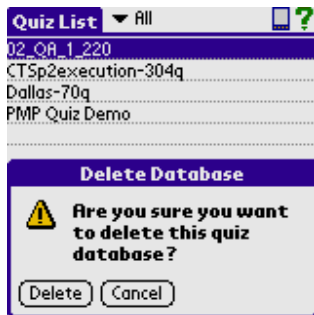 Quiz List All ?
02_QA_1_220
CTSp2execution-304q
Dallas-70q
PMP Quiz Demo
Delete Database
Are you sure you want
to delete this quiz
database?
Delete Cancel